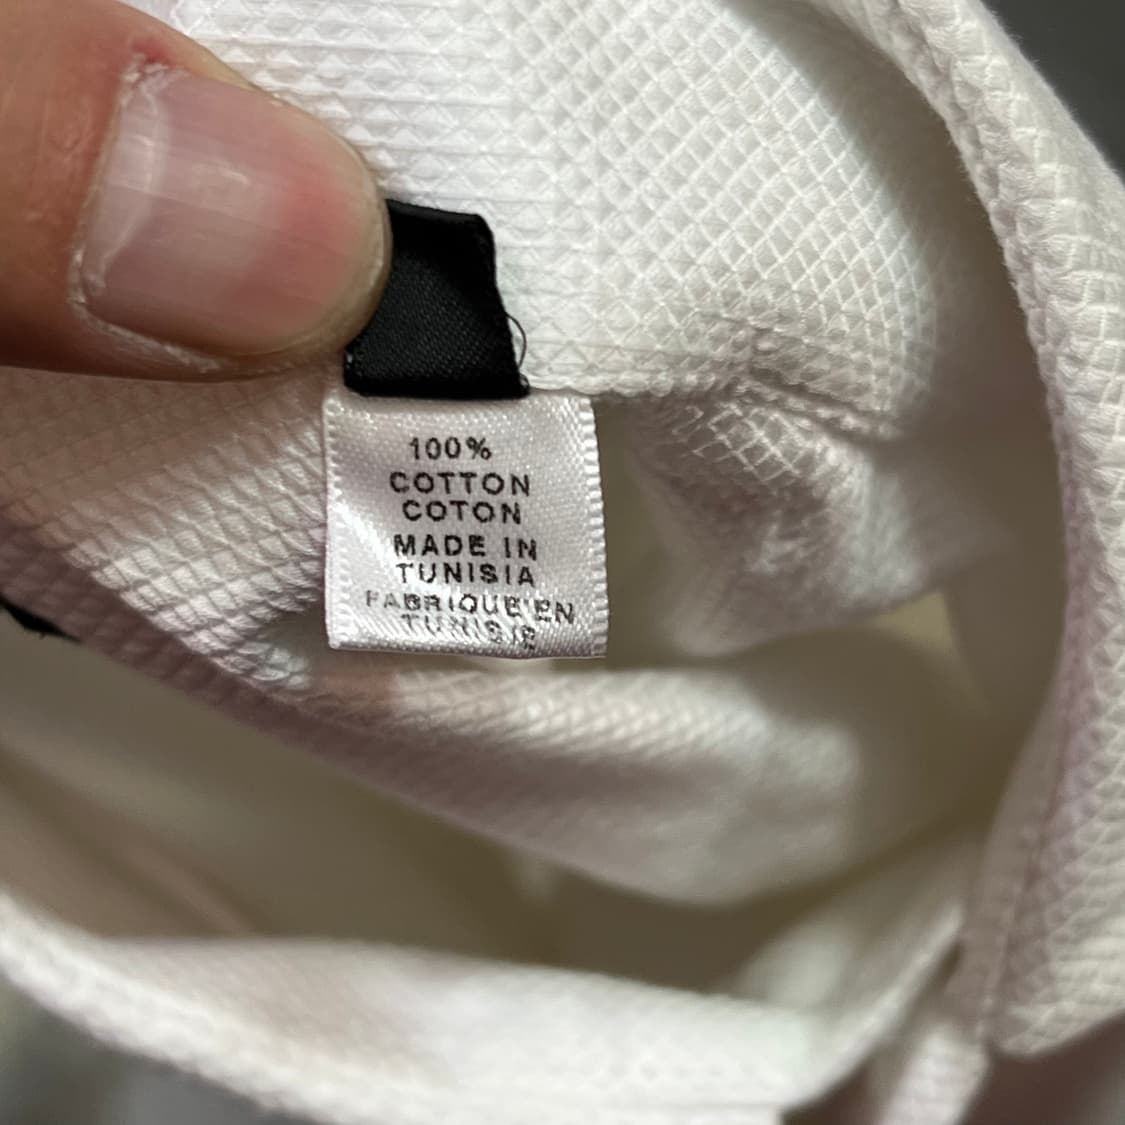 100%
COTTON
COTON
MADE IN
TUNISIA
FABRIQUE EN
TUNISIE